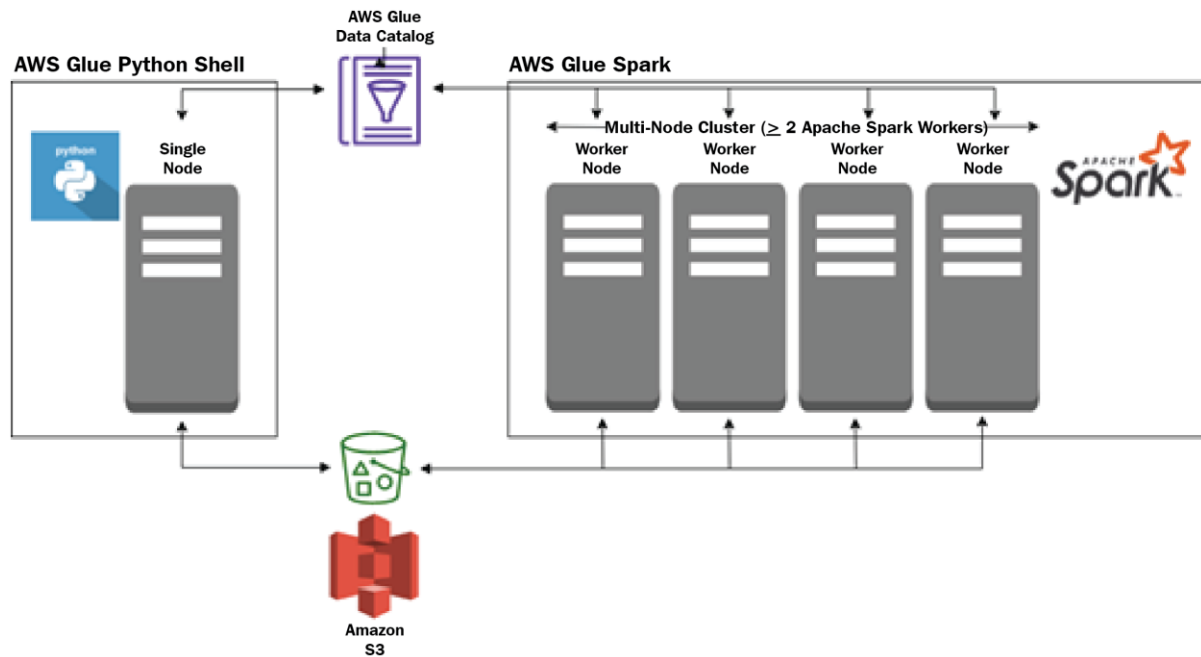 AWS Glue
Data Catalog
AWS Glue Python Shell
AWS Glue Spark
Multi-Node Cluster (≥ 2 Apache Spark Workers)
python
Single
Node
Worker
Node
Worker
Node
Worker
Node
Worker
Node
APACHE
Spark
Amazon
S3